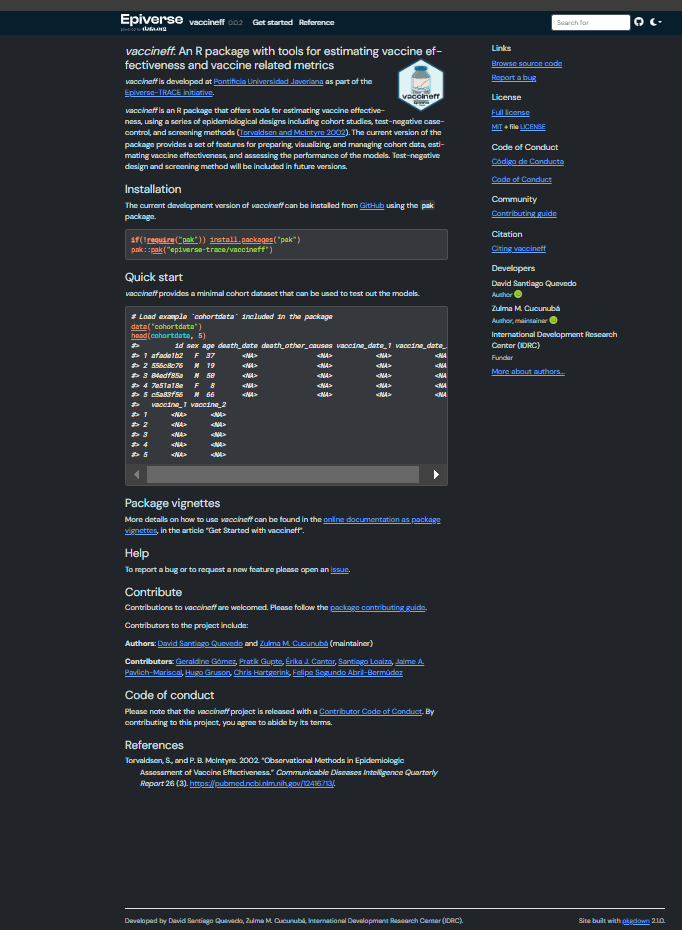 Epiverse
vaccineff 0.0.2 Get started Reference Search for
vaccineff: An R package with tools for estimating vaccine ef-
fectiveness and vaccine related metrics
vaccineff is developed at Pontificia Universidad Javeriana as part of the
Epiverse-TRACE initiative.
vaccineff
vaccineff is an R package that offers tools for estimating vaccine effective-
ness, using a series of epidemiological designs including cohort studies, test-negative case-
control, and screening methods (Torvaldsen and McIntyre 2002). The current version of the
package provides a set of features for preparing, visualizing, and managing cohort data, esti-
mating vaccine effectiveness, and assessing the performance of the models. Test-negative
design and screening method will be included in future versions.
Installation
The current development version of vaccineff can be installed from GitHub using the pak
package.
if(!require("pak")) install.packages("pak")
pak::pak("epiverse-trace/vaccineff")
Quick start
vaccineff provides a minimal cohort dataset that can be used to test out the models.
# Load example `cohortdata` included in the package
data("cohortdata")
head(cohortdata, 5)
#> id sex age death_date death_other_causes vaccine_date_1 vaccine_date_
#> 1 afade1b2 F 37 <NA> <NA> <NA> <NA
#> 2 556c8c76 M 19 <NA> <NA> <NA> <NA
#> 3 04edf85a M 50 <NA> <NA> <NA> <NA
#> 4 7e51a18e F 8 <NA> <NA> <NA> <NA
#> 5 c5a83f56 M 66 <NA> <NA> <NA> <NA
#> vaccine_1 vaccine_2
#> 1 <NA> <NA>
#> 2 <NA> <NA>
#> 3 <NA> <NA>
#> 4 <NA> <NA>
#> 5 <NA> <NA>
Package vignettes
More details on how to use vaccineff can be found in the online documentation as package
vignettes, in the article "Get Started with vaccineff".
Help
To report a bug or to request a new feature please open an issue.
Contribute
Contributions to vaccineff are welcomed. Please follow the package contributing guide.
Contributors to the project include:
Authors: David Santiago Quevedo and Zulma M. Cucunubá (maintainer)
Contributors: Geraldine Gómez, Pratik Gupte, Érika J. Cantor, Santiago Loaiza, Jaime A.
Pavlich-Mariscal, Hugo Gruson, Chris Hartgerink, Felipe Segundo Abril-Bermúdez
Code of conduct
Please note that the vaccineff project is released with a Contributor Code of Conduct. By
contributing to this project, you agree to abide by its terms.
References
Torvaldsen, S., and P. B. McIntyre. 2002. "Observational Methods in Epidemiologic
Assessment of Vaccine Effectiveness." Communicable Diseases Intelligence Quarterly
Report 26 (3). https://pubmed.ncbi.nlm.nih.gov/12416713/.
Links
Browse source code
Report a bug
License
Full license
MIT + file LICENSE
Code of Conduct
Código de Conducta
Code of Conduct
Community
Contributing guide
Citation
Citing vaccineff
Developers
David Santiago Quevedo
Author
Zulma M. Cucunubá
Author, maintainer
International Development Research
Center (IDRC)
Funder
More about authors...
Developed by David Santiago Quevedo, Zulma M. Cucunubá, International Development Research Center (IDRC).
Site built with pkgdown 2.1.0.